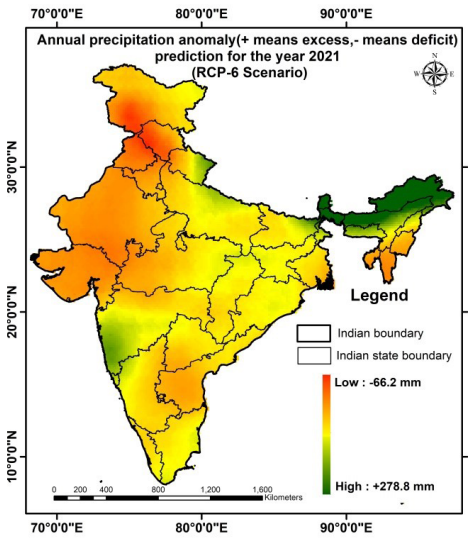 70°0'0"E 80°0'0"E 90°0'0"E
Annual precipitation anomaly(+ means excess,- means deficit)
prediction for the year 2021
(RCP-6 Scenario)
N
W E
S
30°0'0"N
20°0'0"N
10°0'0"N
Legend
Indian boundary
Indian state boundary
Low : -66.2 mm
High : +278.8 mm
0 200 400 800 1,200 1,600
Kilometers
70°0'0"E 80°0'0"E 90°0'0"E